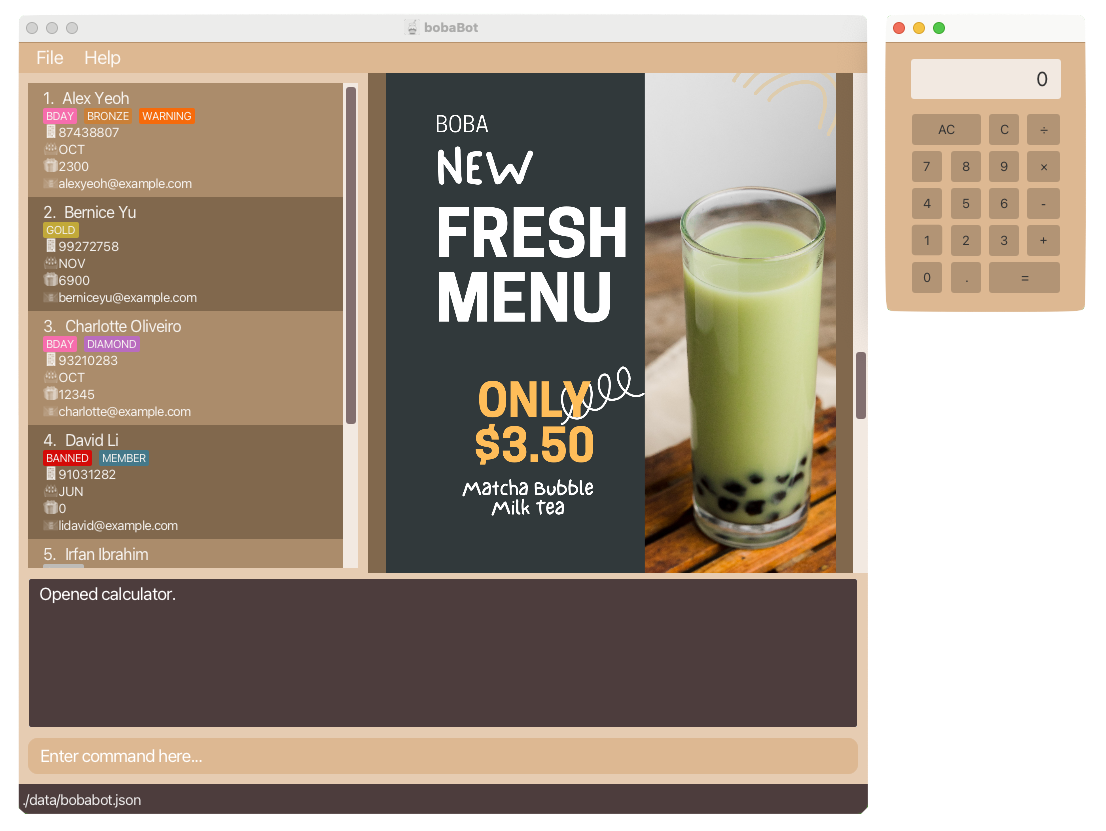 bobaBot
File Help
1. Alex Yeoh
BDAY BRONZE WARNING
87438807
OCT
2300
alexyeoh@example.com
2. Bernice Yu
GOLD
99272758
NOV
6900
berniceyu@example.com
3. Charlotte Oliveiro
BDAY DIAMOND
93210283
OCT
12345
charlotte@example.com
4. David Li
BANNED MEMBER
91031282
JUN
0
lidavid@example.com
5. Irfan Ibrahim
BOBA
NEW
FRESH
MENU
ONLY
$3.50
Matcha Bubble
Milk Tea
Opened calculator.
Enter command here...
./data/bobabot.json
0
AC C ÷
7 8 9 ×
4 5 6 -
1 2 3 +
0 . =